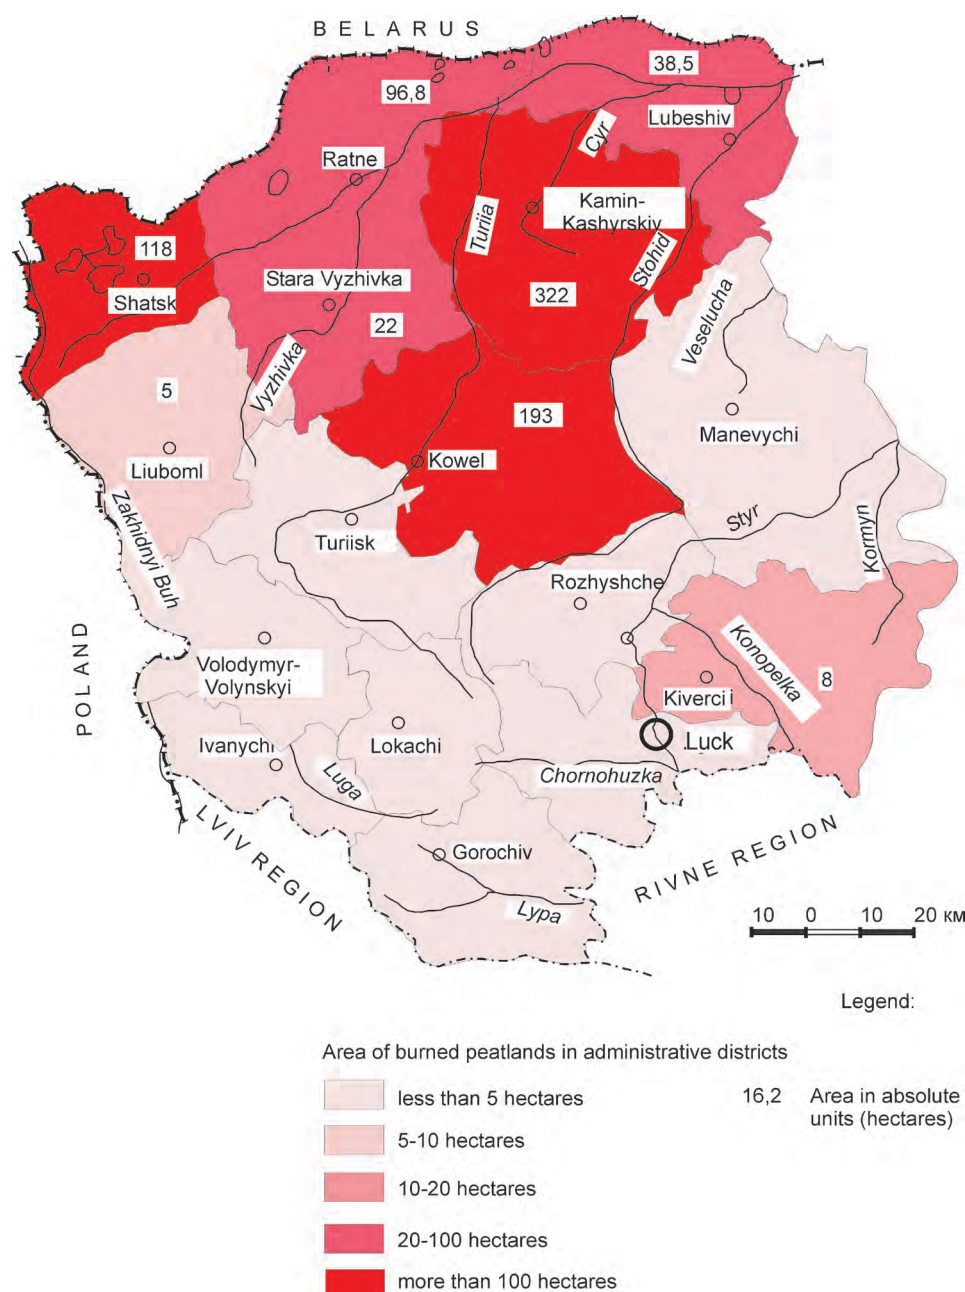 BELARUS
38,5
96,8
Lubeshiv
Cyr
Ratne
Kamin-
Kashyrskiv
Turiia
Stohid
118
Stara Vyzhivka
Shatsk
322
22
Veselucha
Vyzhivka
5
193
Manevychi
Liuboml
Kowel
Zakhidnyi Buh
Styr
Kormyn
Turiisk
Rozhyshche
POLAND
Konopelka
Volodymyr-
Volynskyi
8
Kiverci i
Ivanychi
Lokachi
.Luck
Luga
Chornohuzka
LVIV REGION
Gorochiv
RIVNE REGION
Lypa
10 0 10 20 км
Legend:
Area of burned peatlands in administrative districts
less than 5 hectares
16,2 Area in absolute
units (hectares)
5-10 hectares
10-20 hectares
20-100 hectares
more than 100 hectares